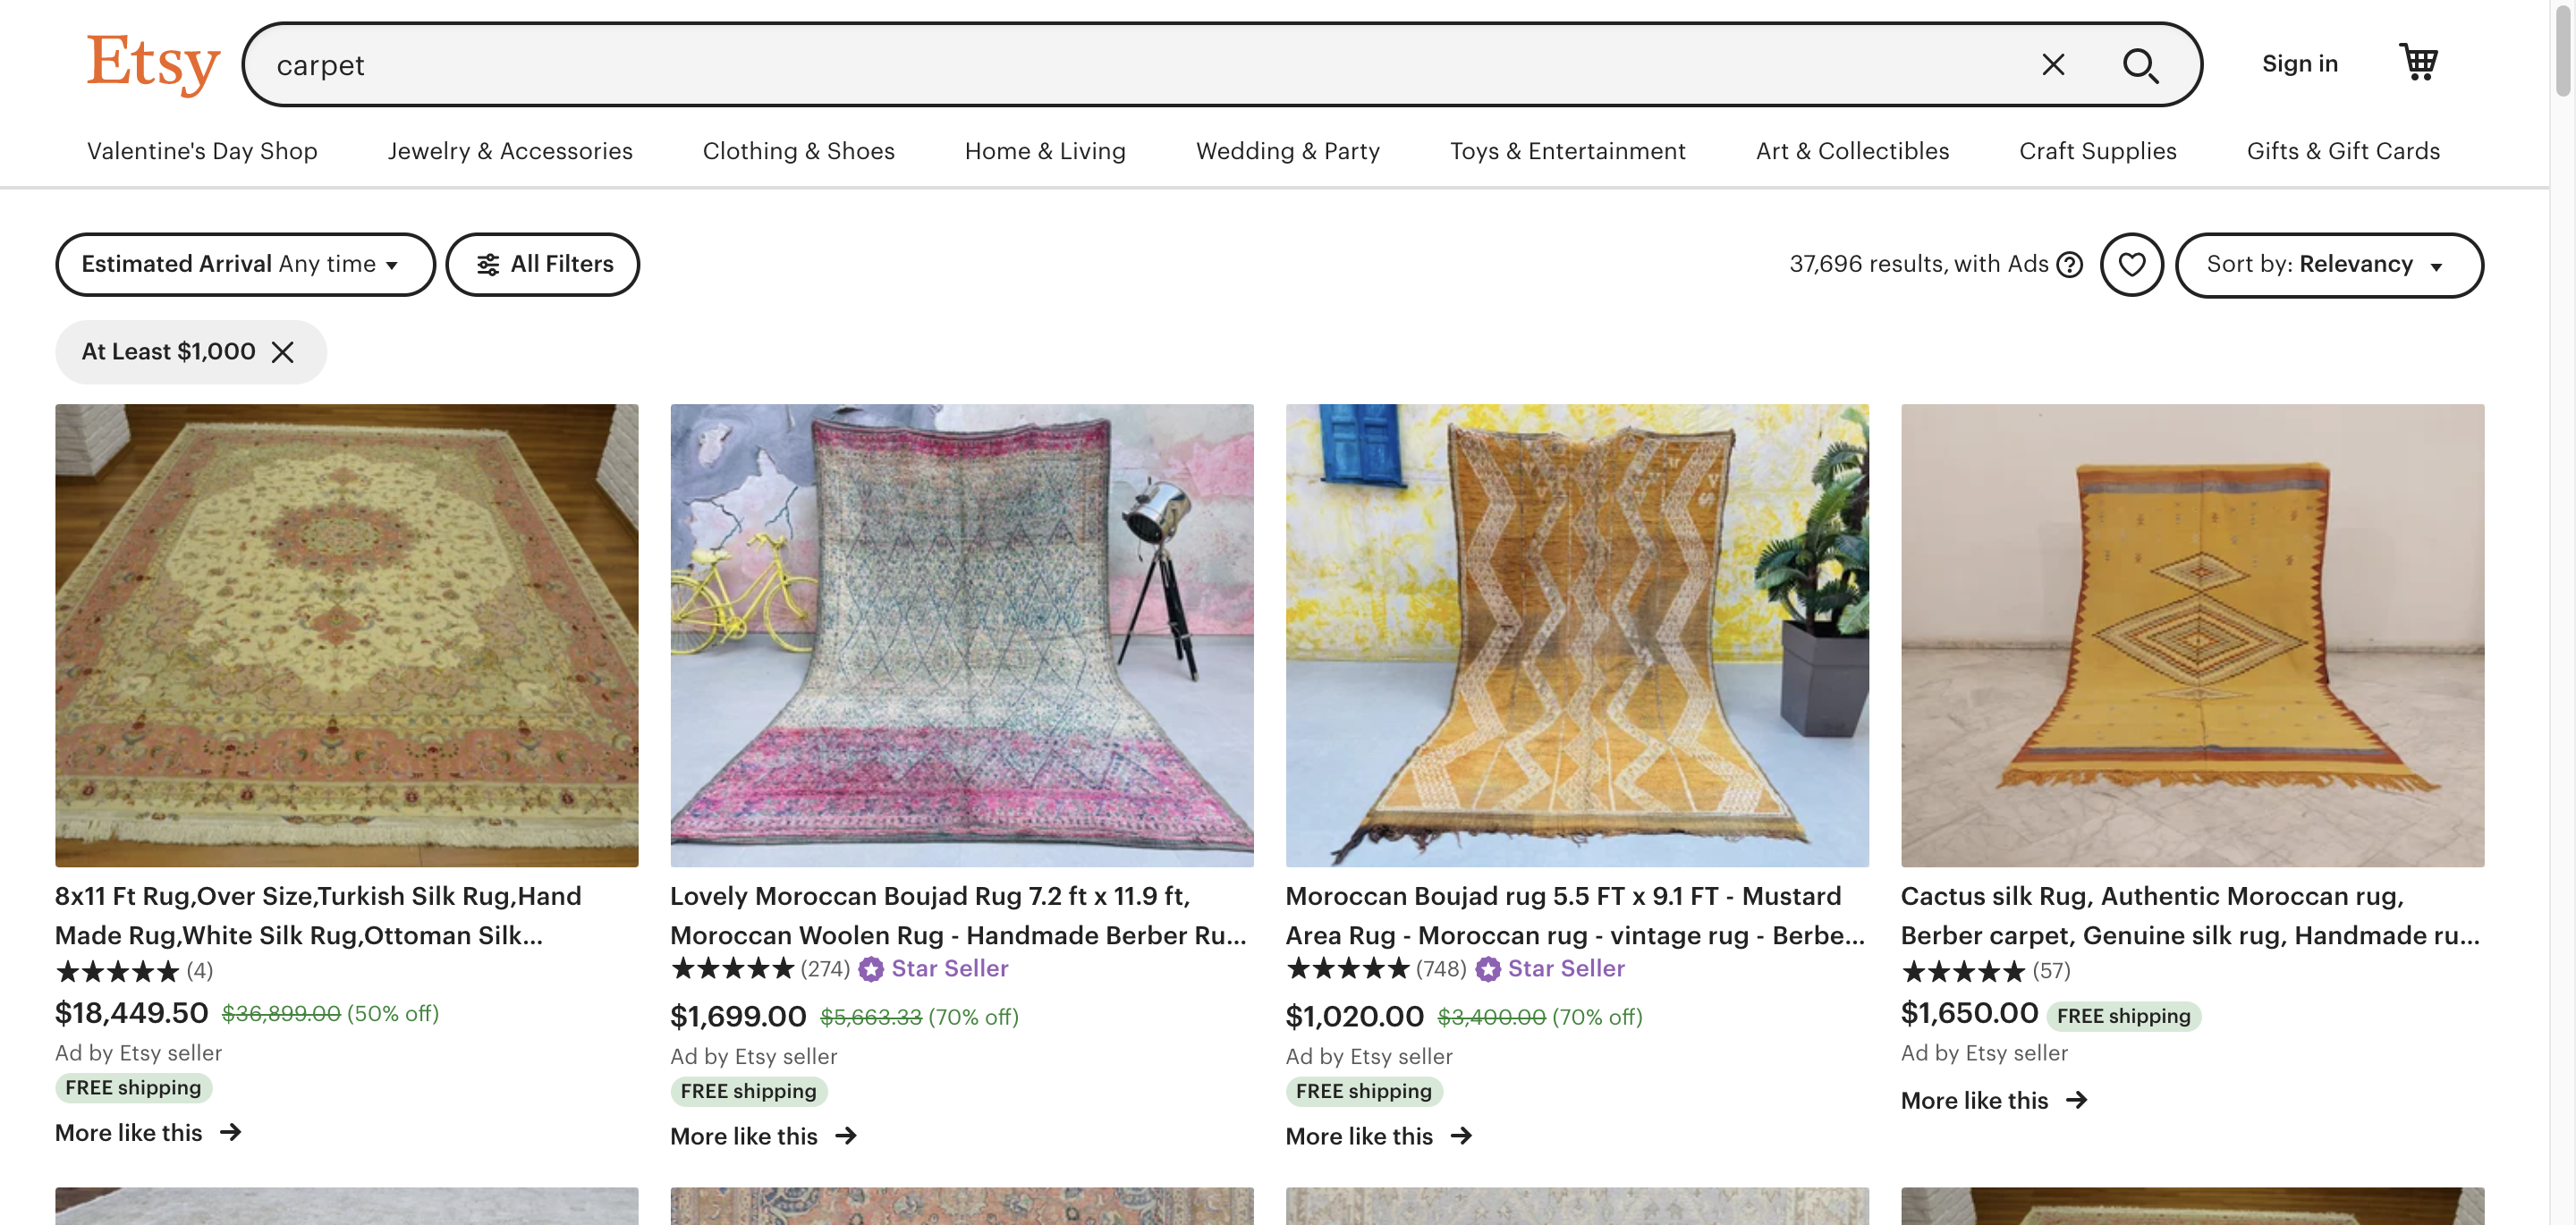 Etsy
carpet
Sign in
Valentine's Day Shop
Jewelry & Accessories
Clothing & Shoes
Home & Living
Wedding & Party
Toys & Entertainment
Art & Collectibles
Craft Supplies
Gifts & Gift Cards
Estimated Arrival Any time
All Filters
37,696 results, with Ads
Sort by: Relevancy
At Least $1,000
8x11 Ft Rug,Over Size,Turkish Silk Rug,Hand
Made Rug,White Silk Rug,Ottoman Silk...
(4)
$18,449.50 $36,899.00 (50% off)
Ad by Etsy seller
FREE shipping
More like this
Lovely Moroccan Boujad Rug 7.2 ft x 11.9 ft,
Moroccan Woolen Rug - Handmade Berber Ru...
(274) Star Seller
$1,699.00 $5,663.33 (70% off)
Ad by Etsy seller
FREE shipping
More like this
Moroccan Boujad rug 5.5 FT x 9.1 FT - Mustard
Area Rug - Moroccan rug - vintage rug - Berbe...
(748) Star Seller
$1,020.00 $3,400.00 (70% off)
Ad by Etsy seller
FREE shipping
More like this
Cactus silk Rug, Authentic Moroccan rug,
Berber carpet, Genuine silk rug, Handmade ru...
(57)
$1,650.00 FREE shipping
Ad by Etsy seller
More like this